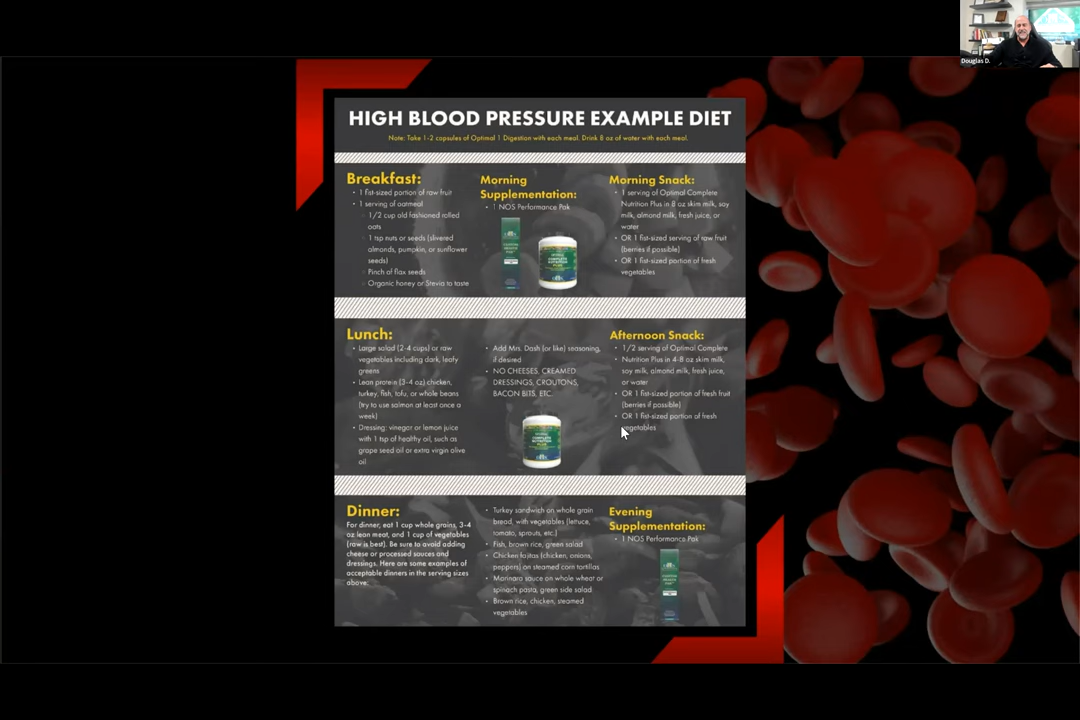 Douglas D.
HIGH BLOOD PRESSURE EXAMPLE DIET
Note: Take 1-2 capsules of Optimal 1 Digestion with each meal. Drink 8 oz of water with each meal.
Breakfast:
• 1 fist-sized portion of raw fruit
• 1 serving of oatmeal
1/2 cup old fashioned rolled
oats
1 tsp nuts or seeds (slivered
almonds, pumpkin, or sunflower
seeds)
Pinch of flax seeds
Organic honey or Stevia to taste
Morning
Supplementation:
• 1 NOS Performance Pak
COMPLETE
NUTRITION
PLUS
Morning Snack:
• 1 serving of Optimal Complete
Nutrition Plus in 8 oz skim milk, soy
milk, almond milk, fresh juice, or
water
• OR 1 fist-sized serving of raw fruit
(berries if possible)
• OR 1 fist-sized portion of fresh
vegetables
Lunch:
• Large salad (2-4 cups) or raw
vegetables including dark, leafy
greens
• Lean protein (3-4 oz) chicken,
turkey, fish, tofu, or whole beans
(try to use salmon at least once a
week)
• Dressing: vinegar or lemon juice
with 1 tsp of healthy oil, such as
grape seed oil or extra virgin olive
oil
• Add Mrs. Dash (or like) seasoning,
if desired
• NO CHEESES, CREAMED
DRESSINGS, CROUTONS,
BACON BITS, ETC.
COMPLETE
NUTRITION
PLUS
Afternoon Snack:
• 1/2 serving of Optimal Complete
• Nutrition Plus in 4-8 oz skim milk,
soy milk, almond milk, fresh juice,
or water
• OR 1 fist-sized portion of fresh fruit
(berries if possible)
• OR 1 fist-sized portion of fresh
vegetables
Dinner:
For dinner, eat 1 cup whole grains, 3-4
oz lean meat, and 1 cup of vegetables
(raw is best). Be sure to avoid adding
cheese or processed sauces and
dressings. Here are some examples of
acceptable dinners in the serving sizes
above:
• Turkey sandwich on whole grain
bread, with vegetables (lettuce,
tomato, sprouts, etc.)
• Fish, brown rice, green salad
• Chicken fajitas (chicken, onions,
peppers) on steamed corn tortillas
• Marinara sauce on whole wheat or
spinach pasta, green side salad
• Brown rice, chicken, steamed
vegetables
Evening
Supplementation:
• 1 NOS Performance Pak